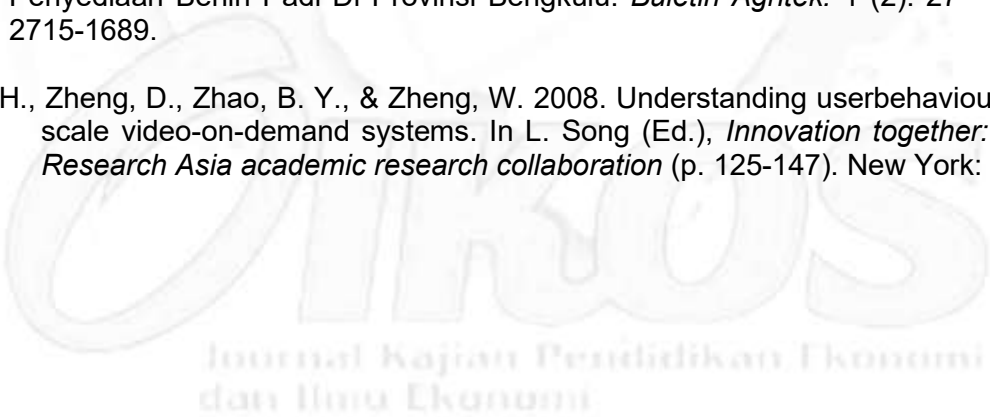 Penyediaan Benih Padi Di Provinsi Bengkulu. Buletin Agritek. 1 (2). 27
2715-1689.
H., Zheng, D., Zhao, B. Y., & Zheng, W. 2008. Understanding userbehaviou
scale video-on-demand systems. In L. Song (Ed.), Innovation together:
Research Asia academic research collaboration (p. 125-147). New York:
OIKOS
Journal Kajian Pendidikan Ekonomi
dan Ilmu Ekonomi